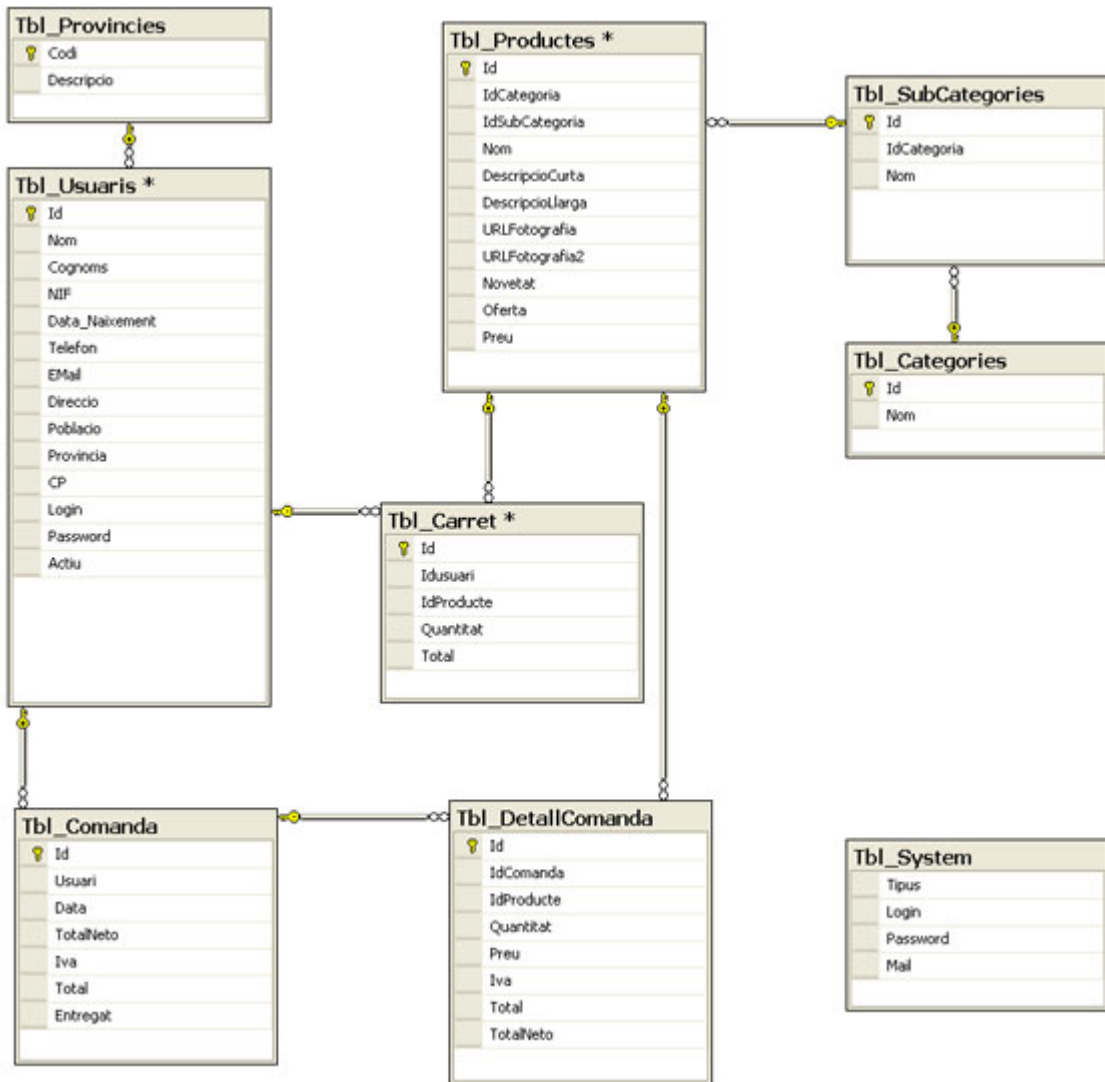 Tbl_Provincies
Codi
Descripcio
Tbl_Usuaris *
Id
Nom
Cognoms
NIF
Data_Naixement
Telefon
EMail
Direccio
Poblacio
Provincia
CP
Login
Password
Actiu
Tbl_Productes *
Id
IdCategoria
IdSubCategoria
Nom
DescripcioCurta
DescripcioLlarga
URLFotografia
URLFotografia2
Novetat
Oferta
Preu
Tbl_SubCategories
Id
IdCategoria
Nom
Tbl_Categories
Id
Nom
Tbl_Carret *
Id
Idusuari
IdProducte
Quantitat
Total
Tbl_Comanda
Id
Usuari
Data
TotalNeto
Iva
Total
Entregat
Tbl_DetallComanda
Id
IdComanda
IdProducte
Quantitat
Preu
Iva
Total
TotalNeto
Tbl_System
Tipus
Login
Password
Mail